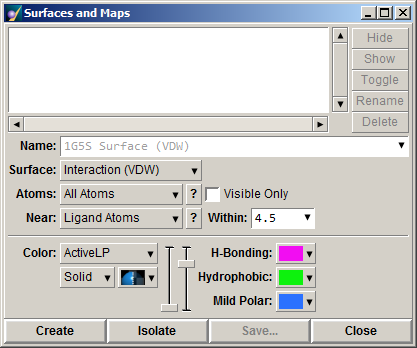 Surfaces and Maps
Hide
Show
Toggle
Rename
Delete
Name: 1G5S Surface (VDW)
Surface: Interaction (VDW)
Atoms: All Atoms ? Visible Only
Near: Ligand Atoms ? Within: 4.5
Color: ActiveLP H-Bonding:
Solid Hydrophobic:
Mild Polar:
Create Isolate Save... Close